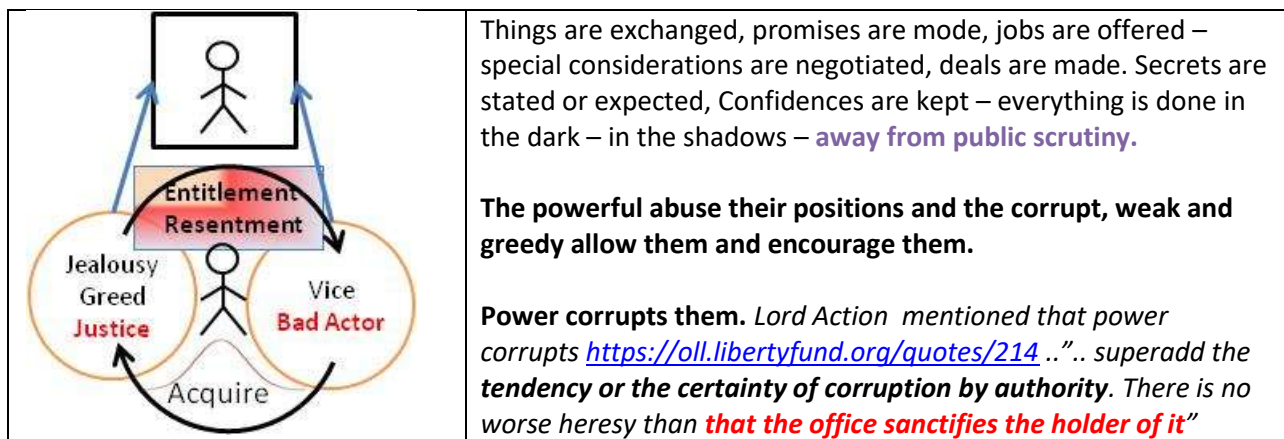 Entitlement
Resentment
Jealousy
Greed
Justice
Vice
Bad Actor
Acquire
Things are exchanged, promises are mode, jobs are offered –
special considerations are negotiated, deals are made. Secrets are
stated or expected, Confidences are kept – everything is done in
the dark – in the shadows – away from public scrutiny.
The powerful abuse their positions and the corrupt, weak and
greedy allow them and encourage them.
Power corrupts them. Lord Action mentioned that power
corrupts https://oll.libertyfund.org/quotes/214 ..”.. superadd the
tendency or the certainty of corruption by authority. There is no
worse heresy than that the office sanctifies the holder of it”